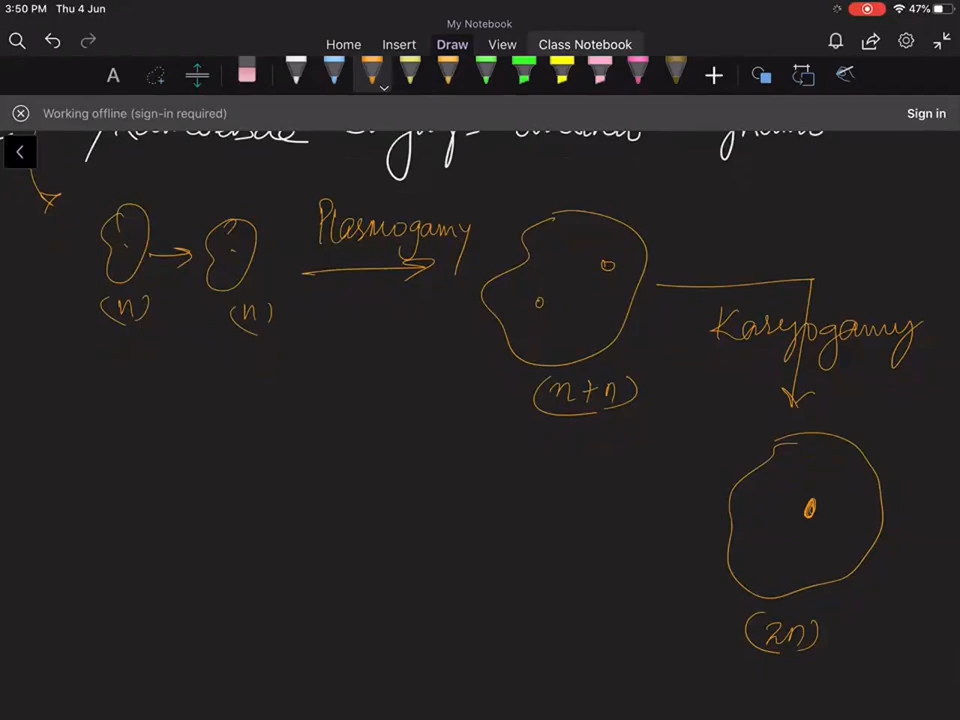 3:50 PM Thu 4 Jun
47%
My Notebook
Home Insert Draw View Class Notebook
A
Working offline (sign-in required) Sign in
Plasmogamy
(n) (n)
Karyogamy
(n+n)
(2n)